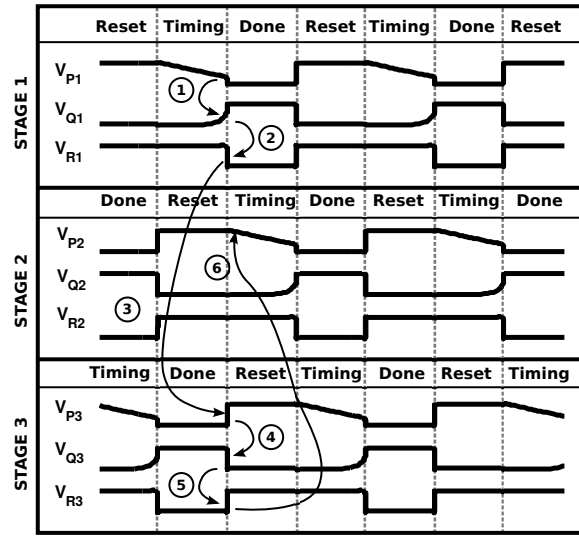 STAGE 1
Reset Timing Done Reset Timing Done Reset
VP1
1
VQ1
2
VR1
STAGE 2
Done Reset Timing Done Reset Timing Done
VP2
6
VQ2
3
VR2
STAGE 3
Timing Done Reset Timing Done Reset Timing
VP3
4
VQ3
5
VR3